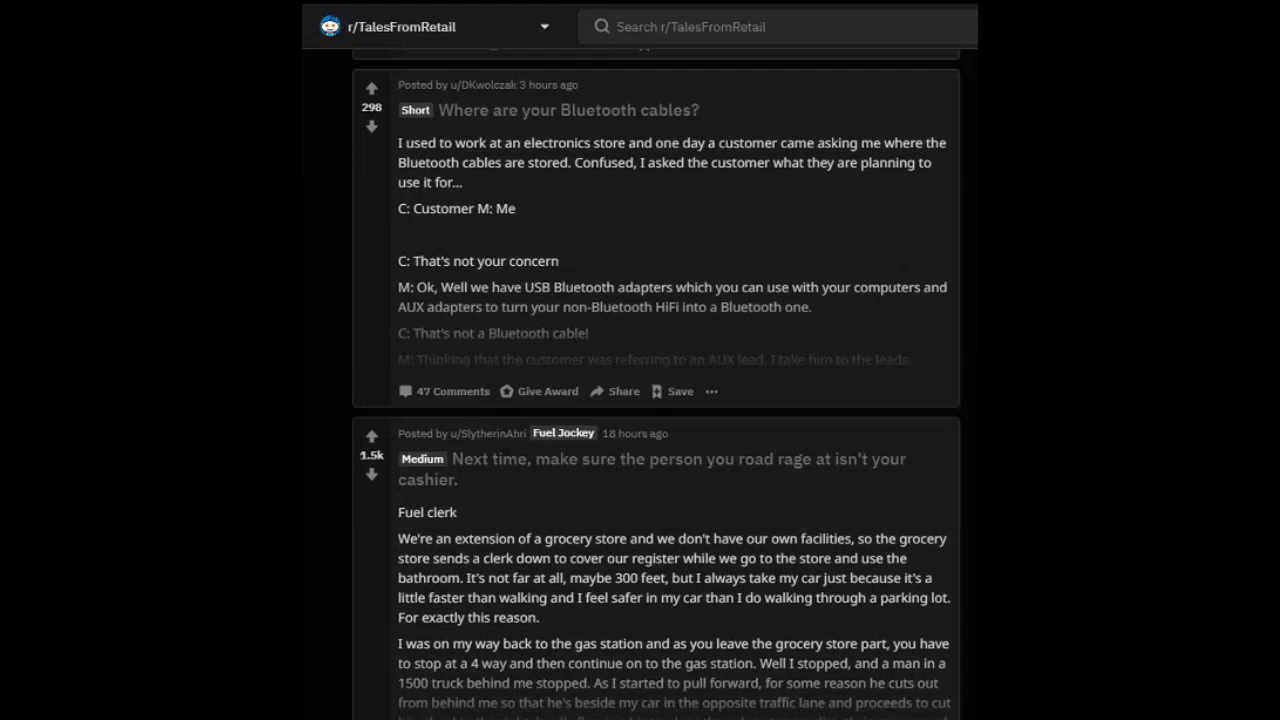 r/TalesFromRetail
Search r/TalesFromRetail
Posted by u/DKwolczak 3 hours ago
298
Short Where are your Bluetooth cables?
I used to work at an electronics store and one day a customer came asking me where the
Bluetooth cables are stored. Confused, I asked the customer what they are planning to
use it for...
C: Customer M: Me
C: That's not your concern
M: Ok, Well we have USB Bluetooth adapters which you can use with your computers and
AUX adapters to turn your non-Bluetooth HiFi into a Bluetooth one.
C: That's not a Bluetooth cable!
M: Thinking that the customer was referring to an AUX lead. I take him to the leads.
47 Comments Give Award Share Save ...
Posted by u/SlytherinAhri Fuel Jockey 18 hours ago
1.5k
Medium Next time, make sure the person you road rage at isn't your
cashier.
Fuel clerk
We're an extension of a grocery store and we don't have our own facilities, so the grocery
store sends a clerk down to cover our register while we go to the store and use the
bathroom. It's not far at all, maybe 300 feet, but I always take my car just because it's a
little faster than walking and I feel safer in my car than I do walking through a parking lot.
For exactly this reason.
I was on my way back to the gas station and as you leave the grocery store part, you have
to stop at a 4 way and then continue on to the gas station. Well I stopped, and a man in a
1500 truck behind me stopped. As I started to pull forward, for some reason he cuts out
from behind me so that he's beside my car in the opposite traffic lane and proceeds to cut